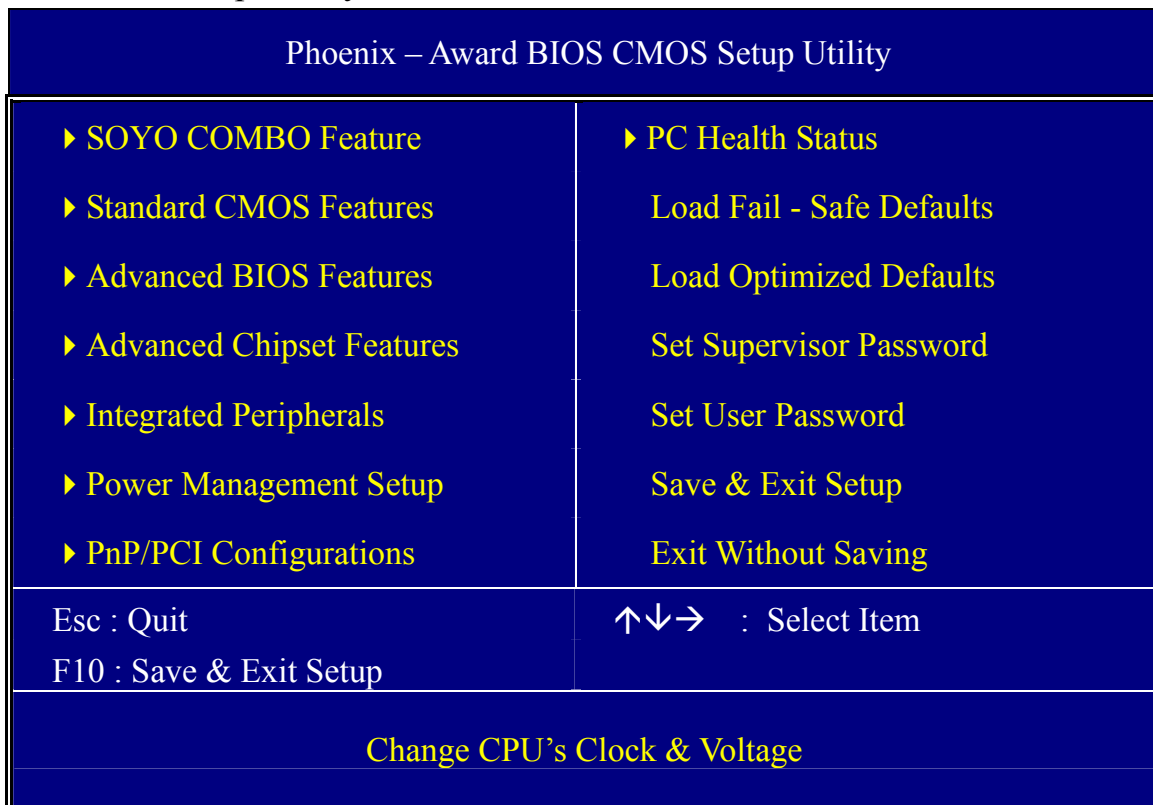 Phoenix – Award BIOS CMOS Setup Utility
SOYO COMBO Feature
Standard CMOS Features
Advanced BIOS Features
Advanced Chipset Features
Integrated Peripherals
Power Management Setup
PnP/PCI Configurations
PC Health Status
Load Fail - Safe Defaults
Load Optimized Defaults
Set Supervisor Password
Set User Password
Save & Exit Setup
Exit Without Saving
Esc : Quit
F10 : Save & Exit Setup
↑↓→ : Select Item
Change CPU’s Clock & Voltage